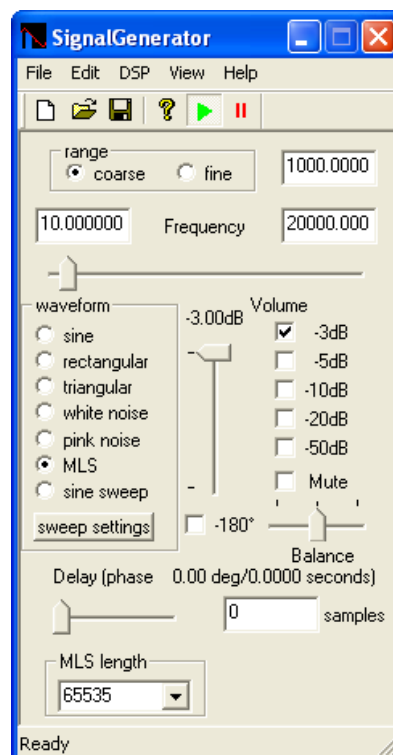 SignalGenerator
File Edit DSP View Help
range
coarse fine
1000.0000
10.000000 Frequency 20000.000
waveform
sine
rectangular
triangular
white noise
pink noise
MLS
sine sweep
sweep settings
-3.00dB
Volume
-3dB
-5dB
-10dB
-20dB
-50dB
Mute
-180°
Balance
Delay (phase 0.00 deg/0.0000 seconds)
0 samples
MLS length
65535
Ready